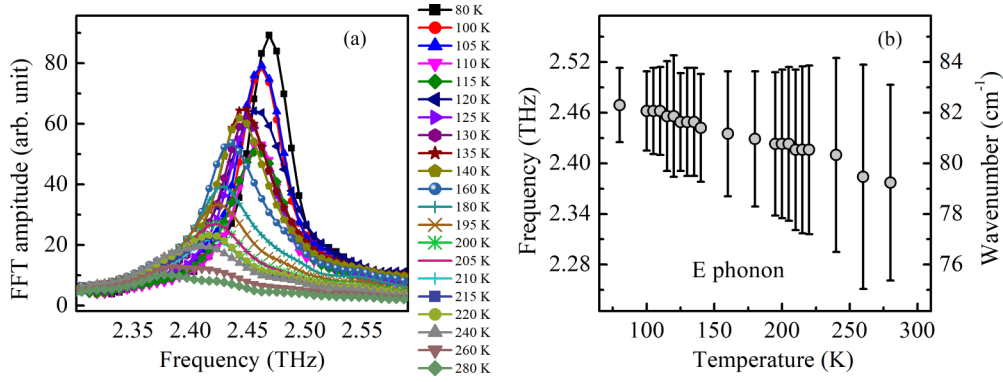 (a)
80
60
40
20
0
FFT amplitude (arb. unit)
2.35
2.40
2.45
2.50
2.55
Frequency (THz)
80 K
100 K
105 K
110 K
115 K
120 K
125 K
130 K
135 K
140 K
160 K
180 K
195 K
200 K
205 K
210 K
215 K
220 K
240 K
260 K
280 K
(b)
2.52
2.46
2.40
2.34
2.28
Frequency (THz)
E phonon
100
150
200
250
300
Temperature (K)
84
82
80
78
76
Wavenumber (cm⁻¹)